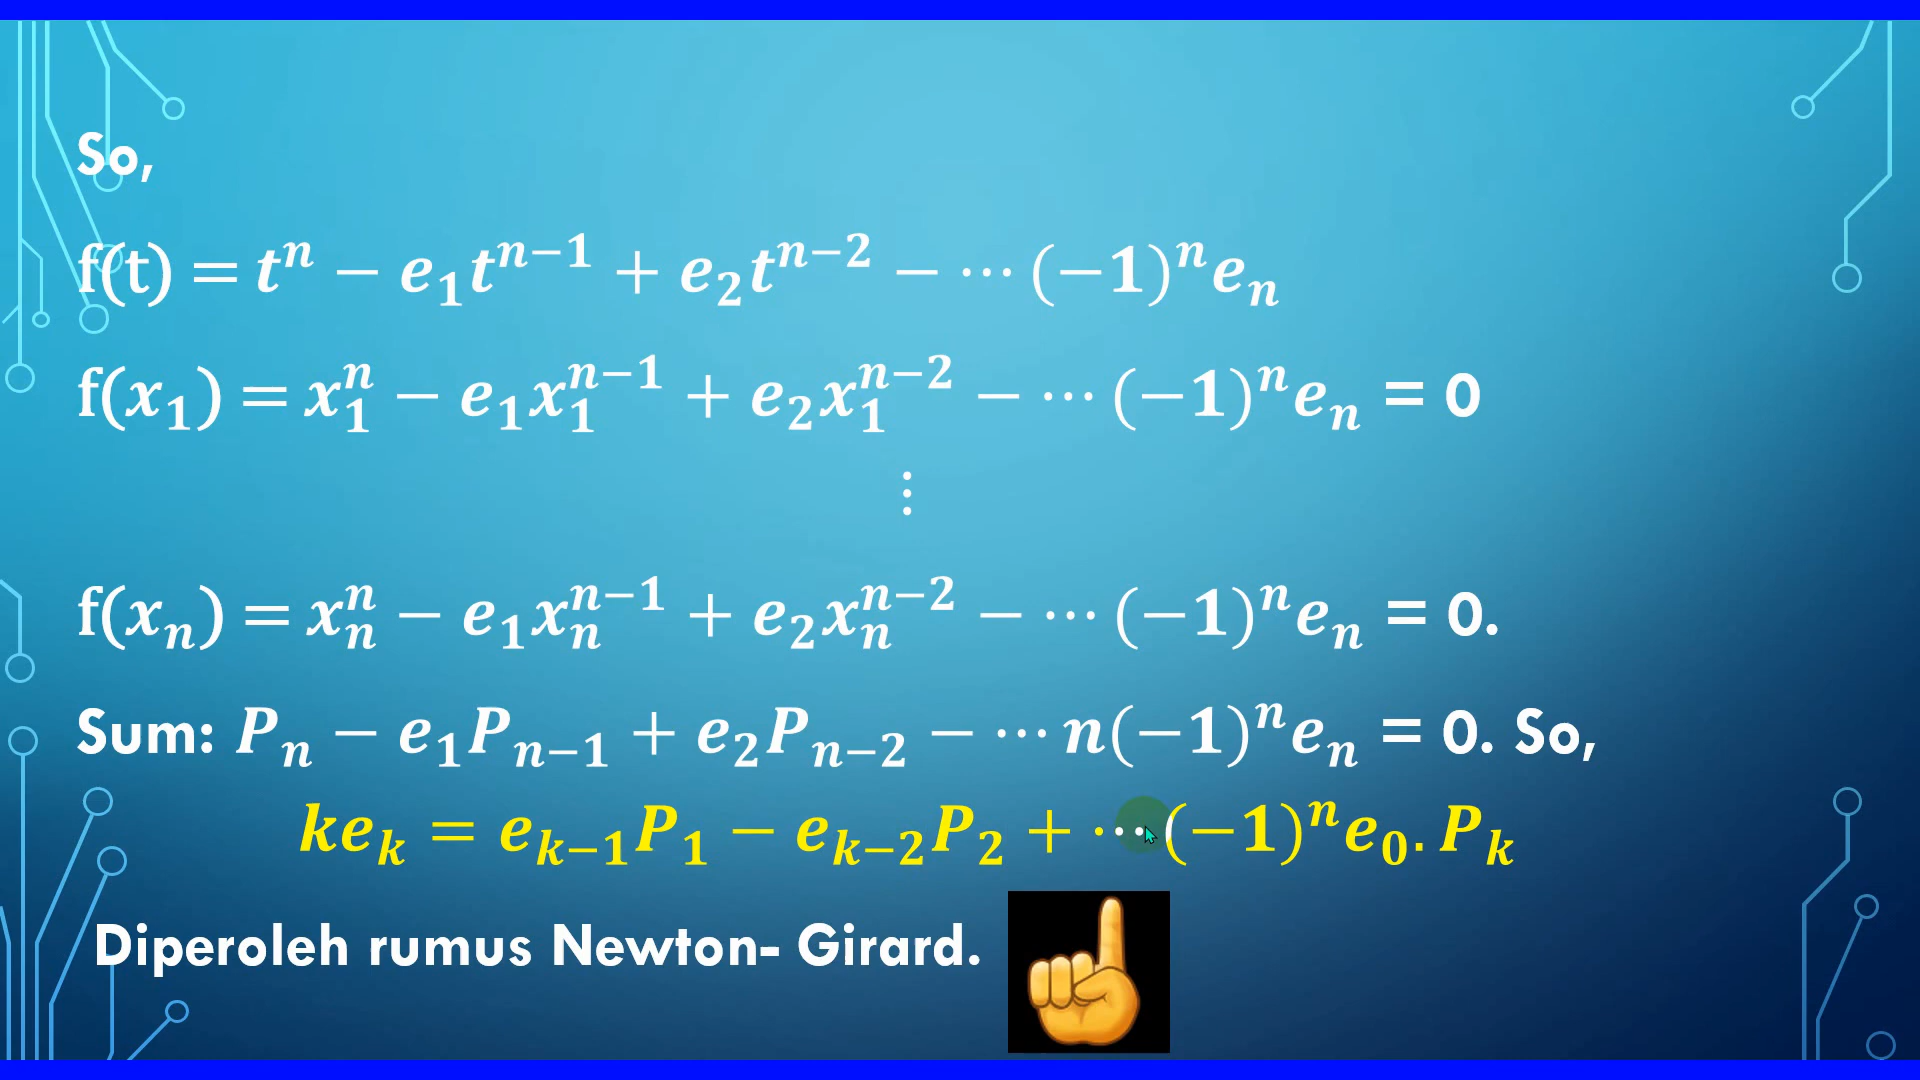 So,
f(t) = tⁿ − e₁tⁿ⁻¹ + e₂tⁿ⁻² − ⋯ (−1)ⁿeₙ
f(x₁) = x₁ⁿ − e₁x₁ⁿ⁻¹ + e₂x₁ⁿ⁻² − ⋯ (−1)ⁿeₙ = 0
⋮
f(xₙ) = xₙⁿ − e₁xₙⁿ⁻¹ + e₂xₙⁿ⁻² − ⋯ (−1)ⁿeₙ = 0.
Sum: Pₙ − e₁Pₙ₋₁ + e₂Pₙ₋₂ − ⋯ n(−1)ⁿeₙ = 0. So,
keₖ = eₖ₋₁P₁ − eₖ₋₂P₂ + ⋯ (−1)ⁿe₀. Pₖ
Diperoleh rumus Newton- Girard.